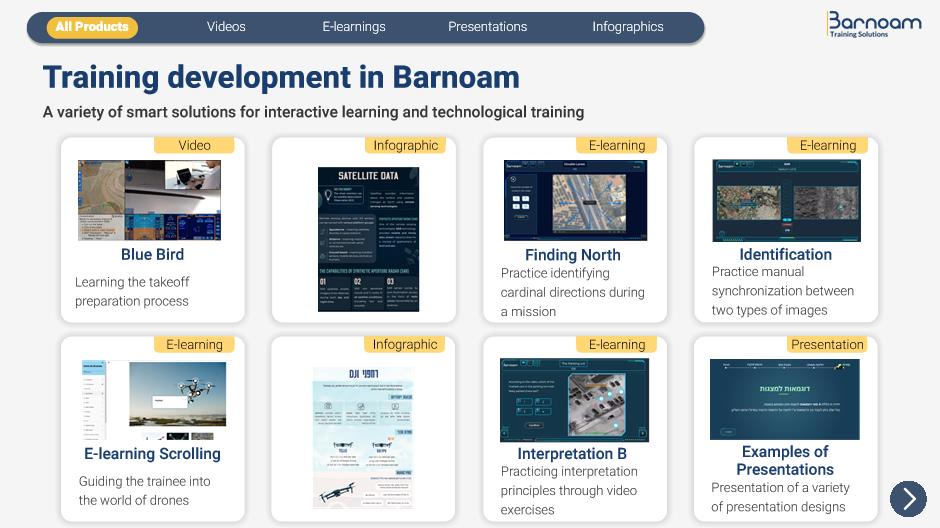 All Products
Videos
E-learnings
Presentations
Infographics
Barnoam
Training Solutions
Training development in Barnoam
A variety of smart solutions for interactive learning and technological training
Video
Blue Bird
Learning the takeoff
preparation process
Infographic
SATELLITE DATA
THE CAPABILITIES OF SYNTHETIC APERTURE RADAR (SAR)
01
02
03
E-learning
Finding North
Practice identifying
cardinal directions during
a mission
E-learning
Identification
Practice manual
synchronization between
two types of images
E-learning
E-learning Scrolling
Guiding the trainee into
the world of drones
Infographic
רחפני DJI
E-learning
Interpretation B
Practicing interpretation
principles through video
exercises
Presentation
דוגמאות למצגות
Examples of
Presentations
Presentation of a variety
of presentation designs